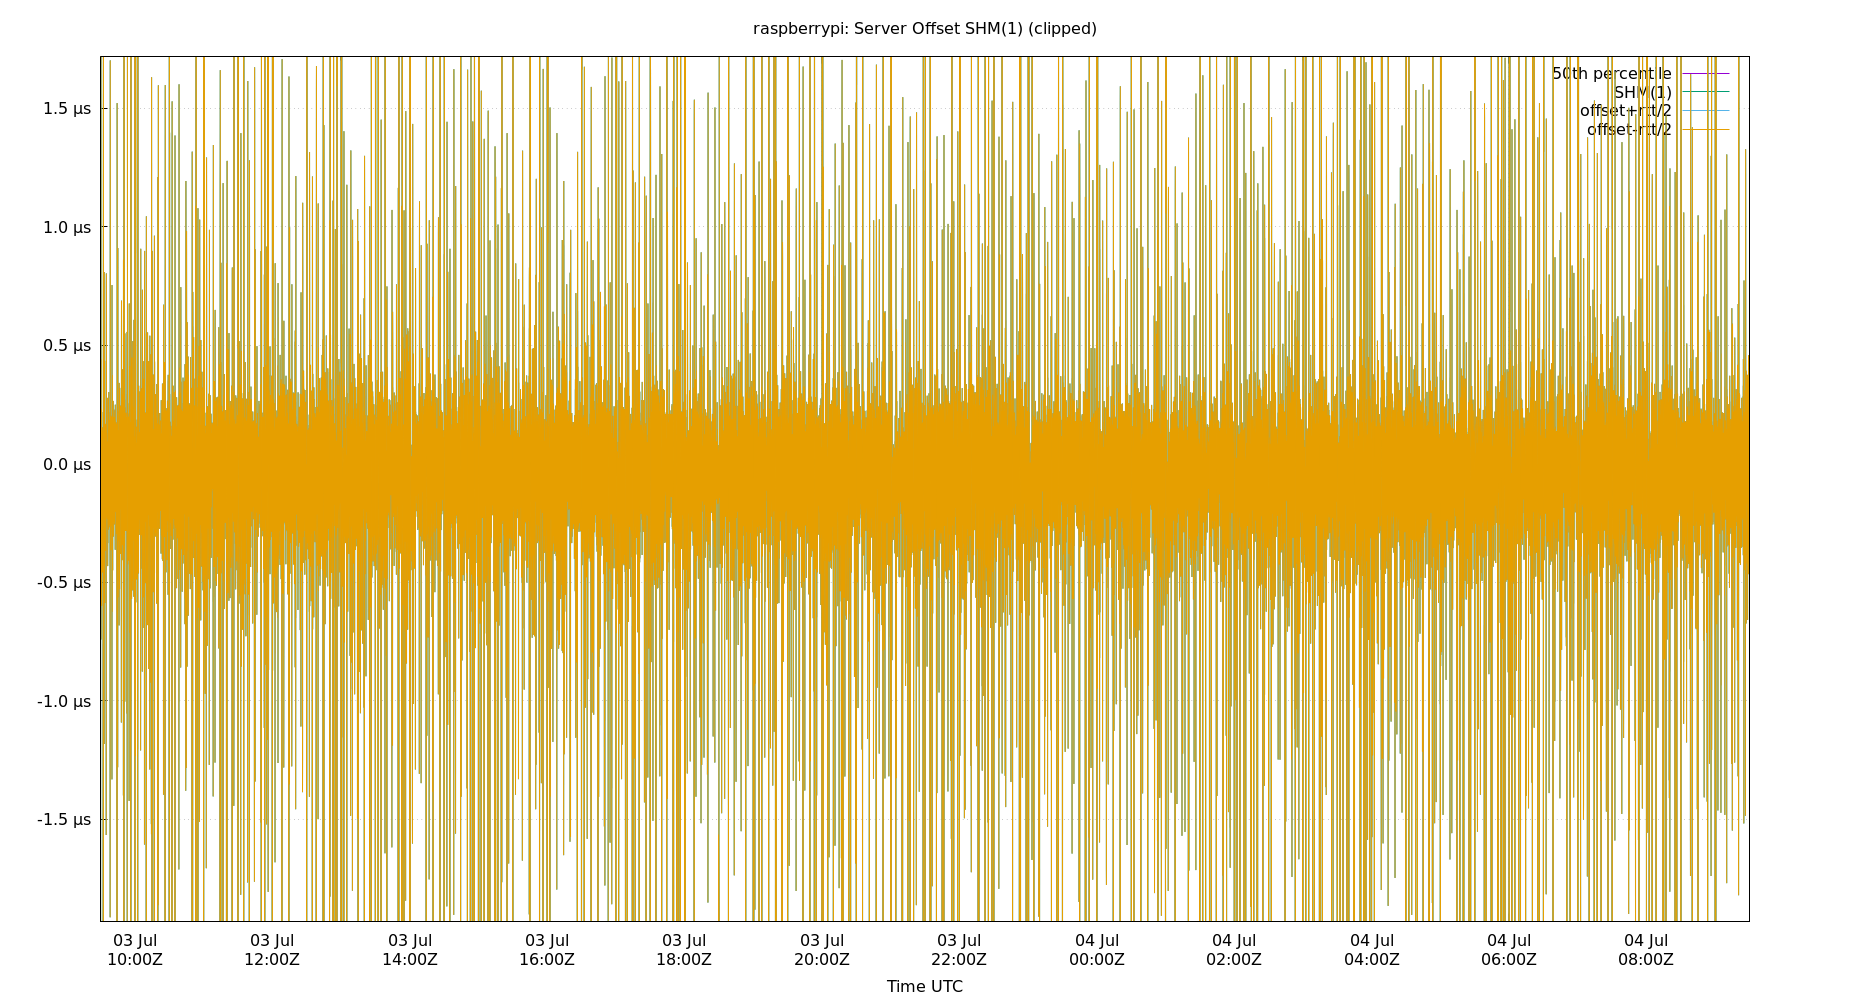 raspberrypi: Server Offset SHM(1) (clipped)
50th percentile
SHM(1)
offset+rtt/2
offset-rtt/2
1.5 µs
1.0 µs
0.5 µs
0.0 µs
-0.5 µs
-1.0 µs
-1.5 µs
03 Jul 03 Jul 03 Jul 03 Jul 03 Jul 03 Jul 03 Jul 04 Jul 04 Jul 04 Jul 04 Jul 04 Jul
10:00Z 12:00Z 14:00Z 16:00Z 18:00Z 20:00Z 22:00Z 00:00Z 02:00Z 04:00Z 06:00Z 08:00Z
Time UTC